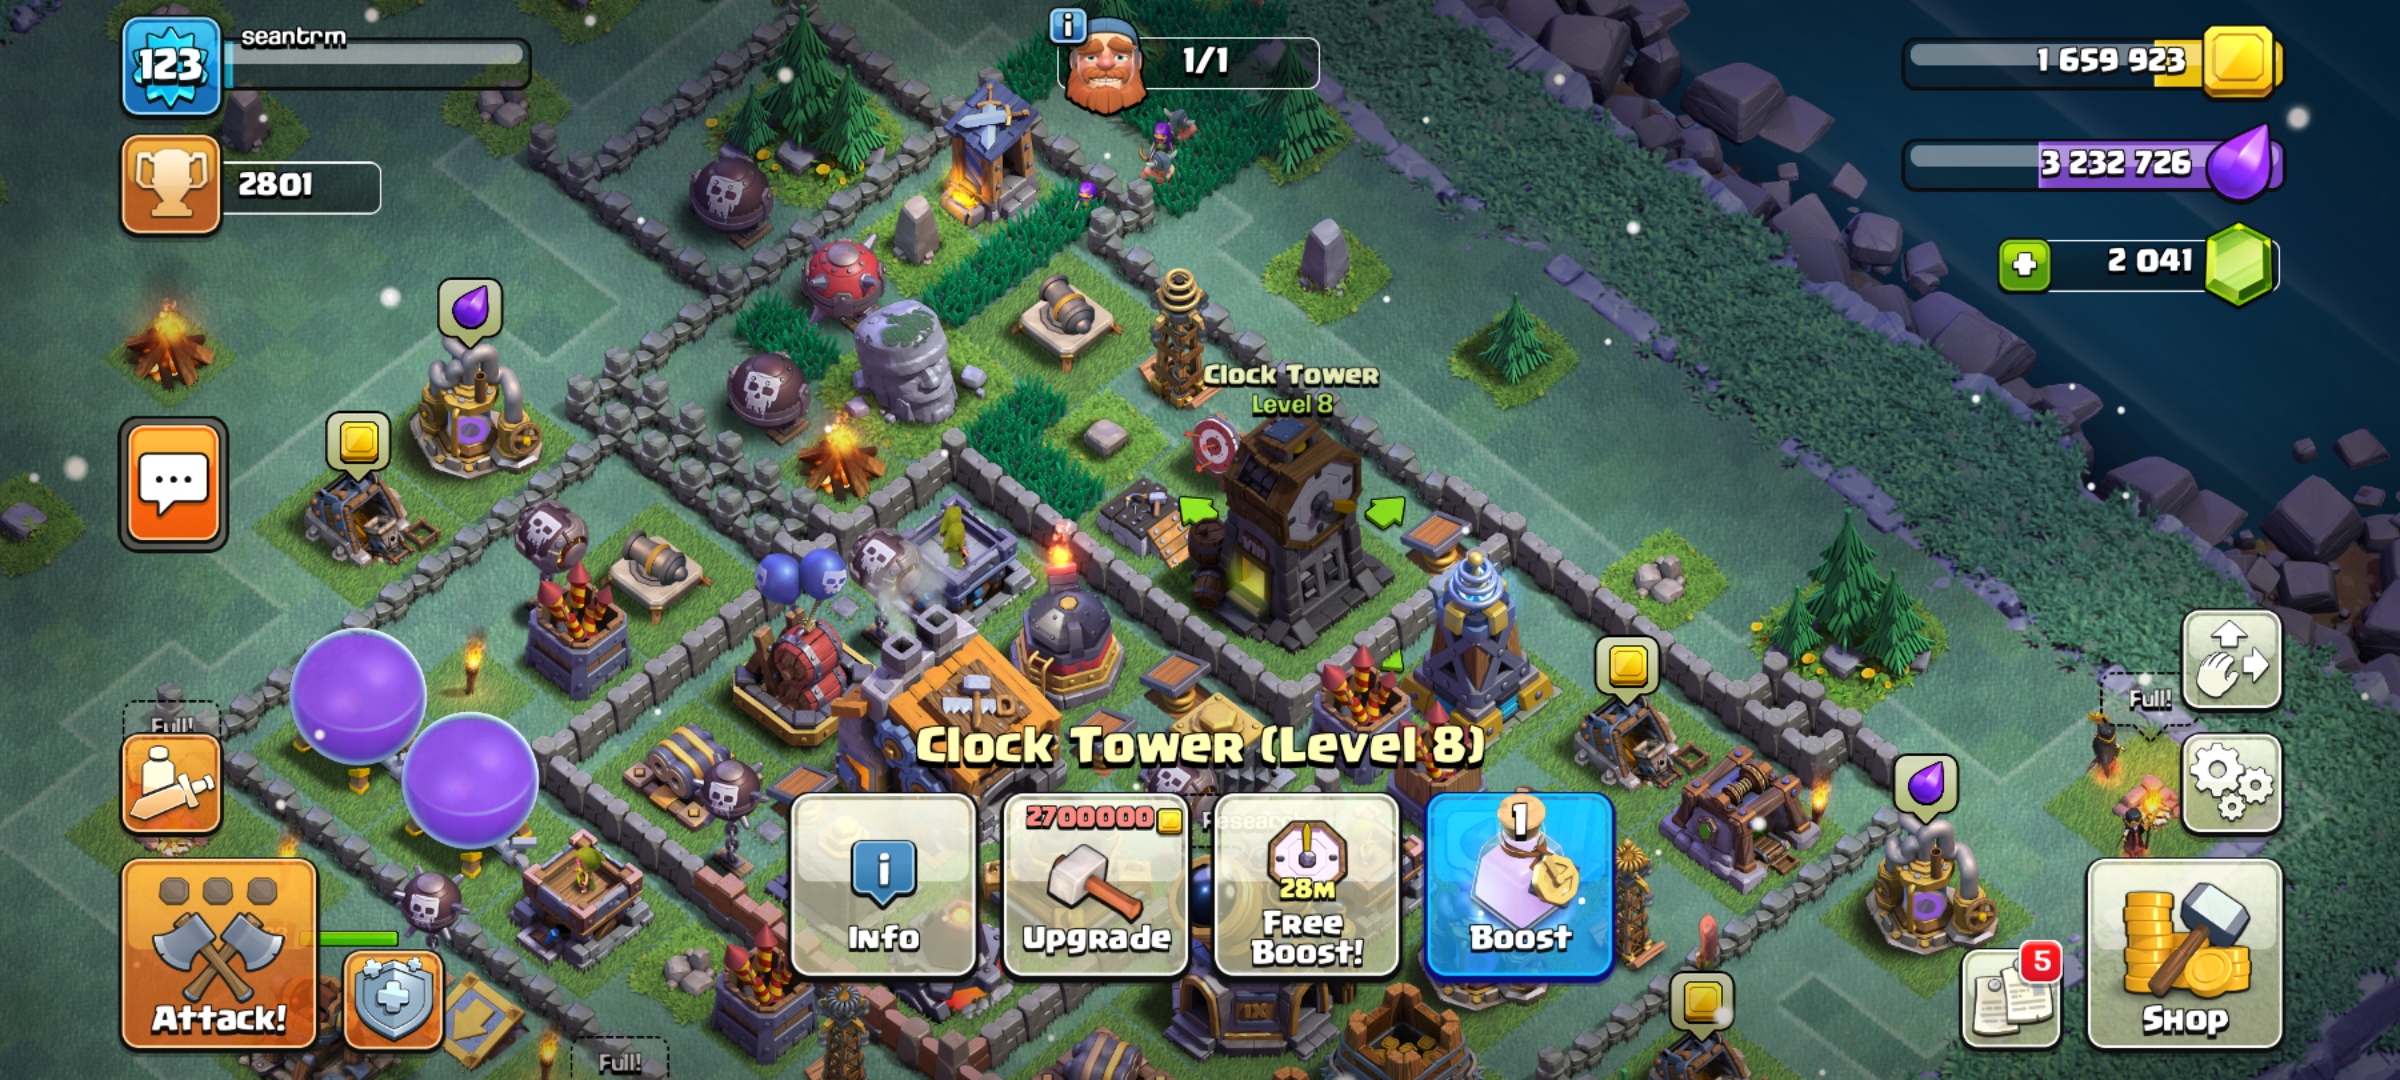 123
seantrm
i
1/1
1 659 923
2801
3 232 726
2 041
Clock Tower
Level 8
Full!
Full!
Clock Tower (Level 8)
2700000
28M
1
i
Info
Upgrade
Free
Boost!
Boost
Attack!
5
Shop
Full!